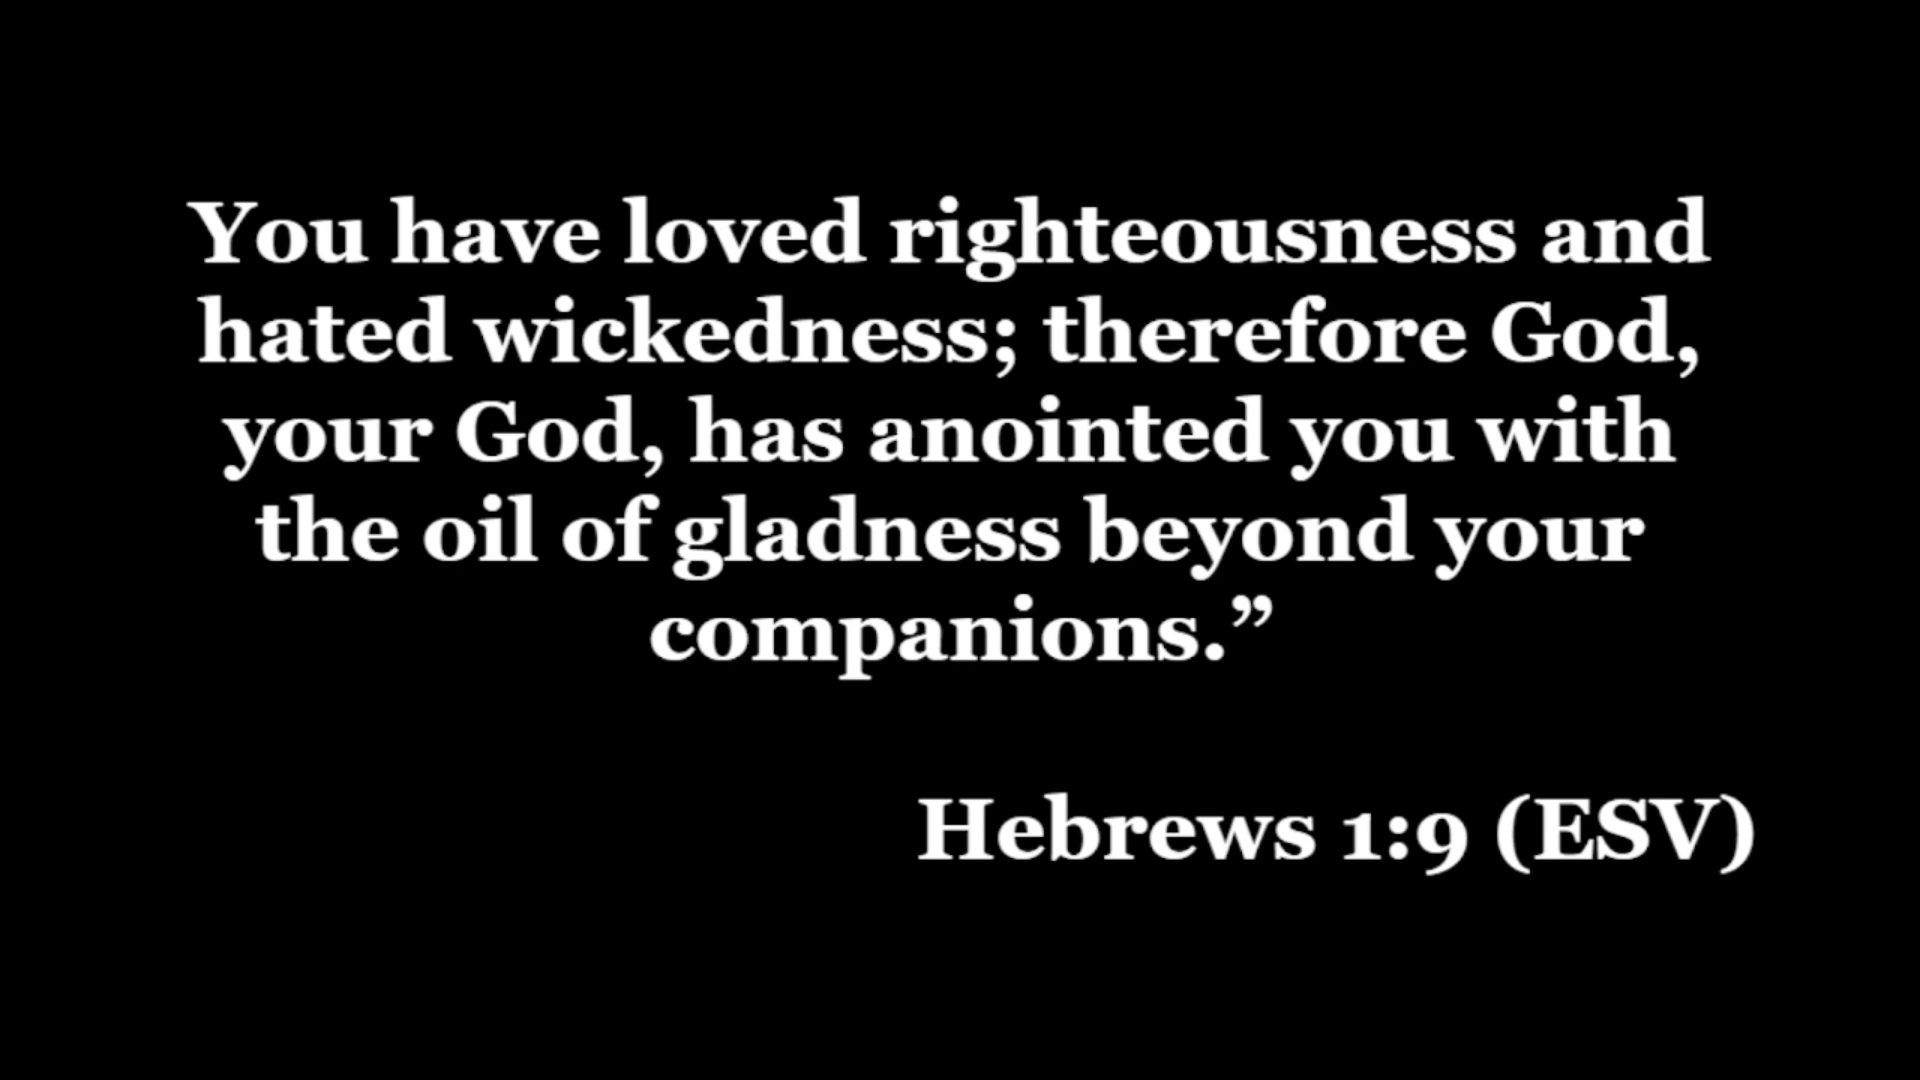 You have loved righteousness and
hated wickedness; therefore God,
your God, has anointed you with
the oil of gladness beyond your
companions.”
Hebrews 1:9 (ESV)